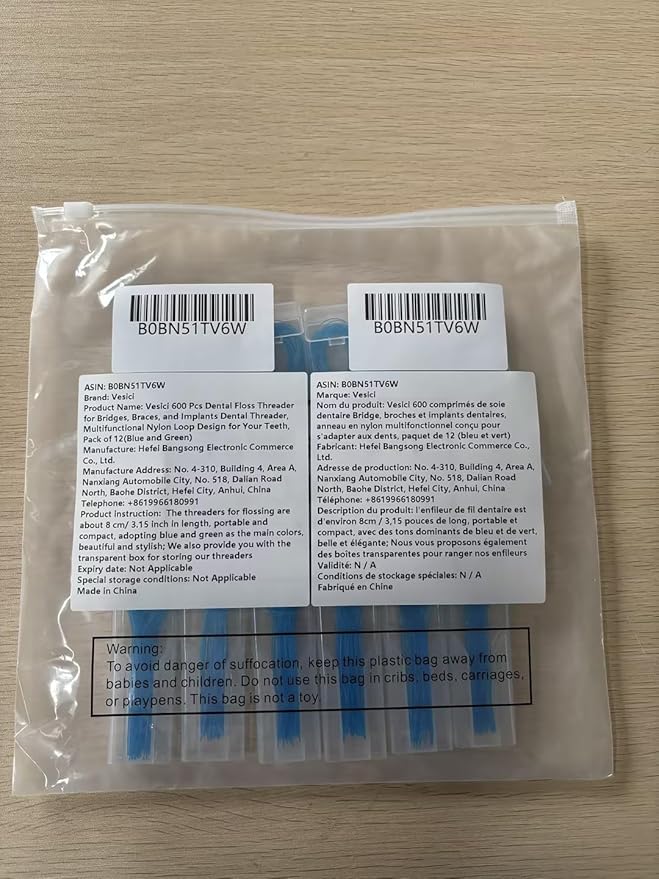 B0BN51TV6W
ASIN: B0BN51TV6W
Brand: Vesici
Product Name: Vesici 600 Pcs Dental Floss Threader
for Bridges, Braces, and Implants Dental Threader,
Multifunctional Nylon Loop Design for Your Teeth,
Pack of 12(Blue and Green)
Manufacture: Hefei Bangsong Electronic Commerce
Co., Ltd.
Manufacture Address: No. 4-310, Building 4, Area A,
Nanxiang Automobile City, No. 518, Dalian Road
North, Baohe District, Hefei City, Anhui, China
Telephone: +8619966180991
Product instruction: The threaders for flossing are
about 8 cm/ 3.15 inch in length, portable and
compact, adopting blue and green as the main colors,
beautiful and stylish; We also provide you with the
transparent box for storing our threaders
Expiry date: Not Applicable
Special storage conditions: Not Applicable
Made in China
B0BN51TV6W
ASIN: B0BN51TV6W
Marque: Vesici
Nom du produit: Vesici 600 comprimés de soie
dentaire Bridge, broches et implants dentaires,
anneau en nylon multifonctionnel conçu pour
s'adapter aux dents, paquet de 12 (bleu et vert)
Fabricant: Hefei Bangsong Electronic Commerce Co.,
Ltd.
Adresse de production: No. 4-310, Building 4, Area A,
Nanxiang Automobile City, No. 518, Dalian Road
North, Baohe District, Hefei City, Anhui, China
Téléphone: +8619966180991
Description du produit: l'enfileur de fil dentaire est
d'environ 8cm / 3,15 pouces de long, portable et
compact, avec des tons dominants de bleu et de vert,
belle et élégante; Nous vous proposons également
des boîtes transparentes pour ranger nos enfileurs
Validité: N / A
Conditions de stockage spéciales: N / A
Fabriqué en Chine
Warning:
To avoid danger of suffocation, keep this plastic bag away from
babies and children. Do not use this bag in cribs, beds, carriages,
or playpens. This bag is not a toy.